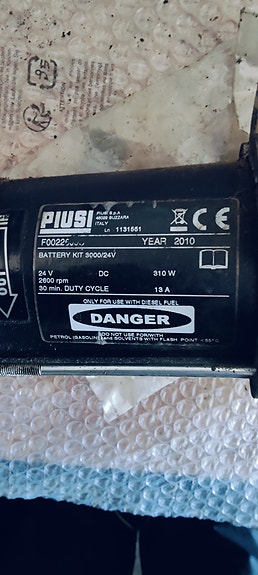 PIUSI
PIUSI S.p.A
46029 SUZZARA
ITALY
Ln 1131551
YEAR 2010
BATTERY KIT 3000/24V
24 V DC 310 W
2600 rpm
30 min. DUTY CYCLE 13 A
ONLY FOR USE WITH DIESEL FUEL
DANGER
DO NOT USE FOR/WITH
PETROL (GASOLINE) and SOLVENTS WITH FLASH POINT <55°C